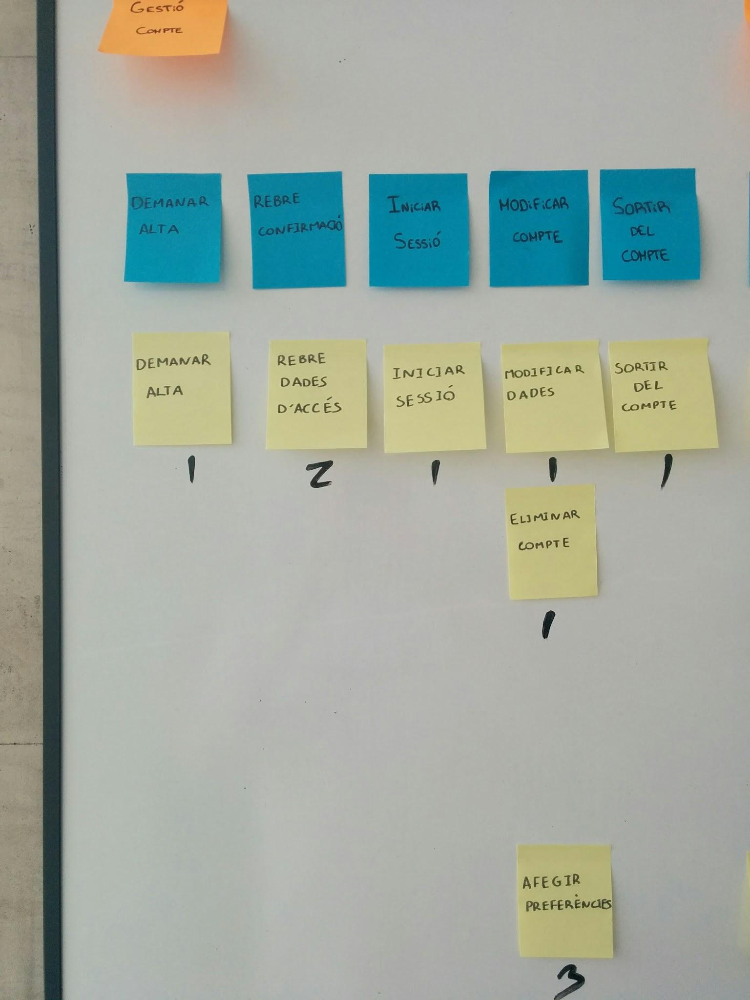 GESTIÓ
COMPTE
DEMANAR
ALTA
REBRE
CONFIRMACIÓ
INICIAR
SESSIÓ
MODIFICAR
COMPTE
SORTIR
DEL
COMPTE
DEMANAR
ALTA
1
REBRE
DADES
D'ACCÉS
2
INICIAR
SESSIÓ
1
MODIFICAR
DADES
1
SORTIR
DEL
COMPTE
1
ELIMINAR
COMPTE
1
AFEGIR
PREFERÈNCIES
3